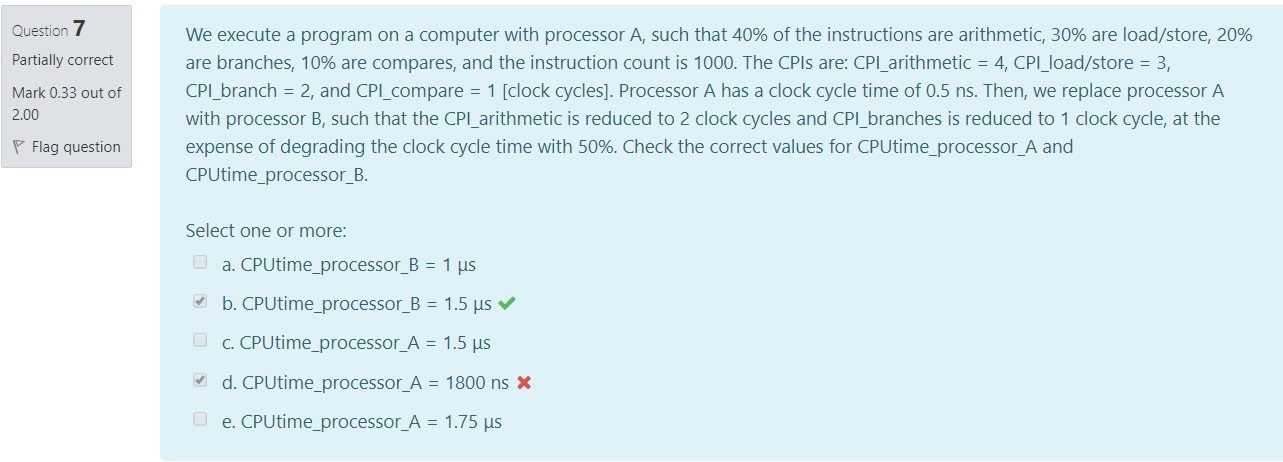 Question 7
Partially correct
Mark 0.33 out of
2.00
Flag question
We execute a program on a computer with processor A, such that 40% of the instructions are arithmetic, 30% are load/store, 20%
are branches, 10% are compares, and the instruction count is 1000. The CPIs are: CPI_arithmetic = 4, CPI_load/store = 3,
CPI_branch = 2, and CPI_compare = 1 [clock cycles]. Processor A has a clock cycle time of 0.5 ns. Then, we replace processor A
with processor B, such that the CPI_arithmetic is reduced to 2 clock cycles and CPI_branches is reduced to 1 clock cycle, at the
expense of degrading the clock cycle time with 50%. Check the correct values for CPUtime_processor_A and
CPUtime_processor_B.
Select one or more:
a. CPUtime_processor_B = 1 µs
b. CPUtime_processor_B = 1.5 µs
c. CPUtime_processor_A = 1.5 µs
d. CPUtime_processor_A = 1800 ns
e. CPUtime_processor_A = 1.75 µs